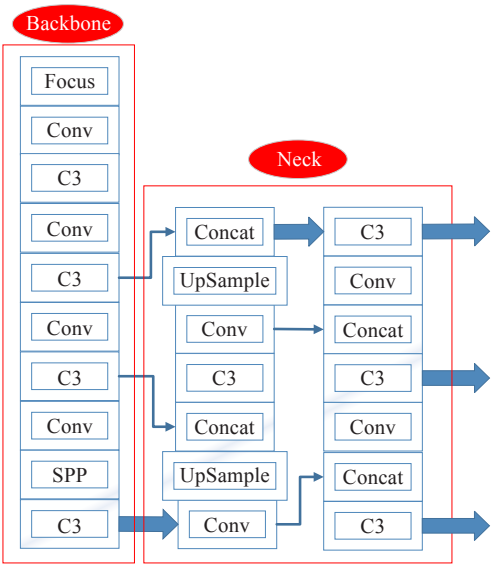 Backbone
Focus
Conv
C3
Conv
C3
Conv
C3
Conv
SPP
C3
Neck
Concat
UpSample
Conv
C3
Concat
UpSample
Conv
C3
Conv
Concat
C3
Conv
Concat
C3